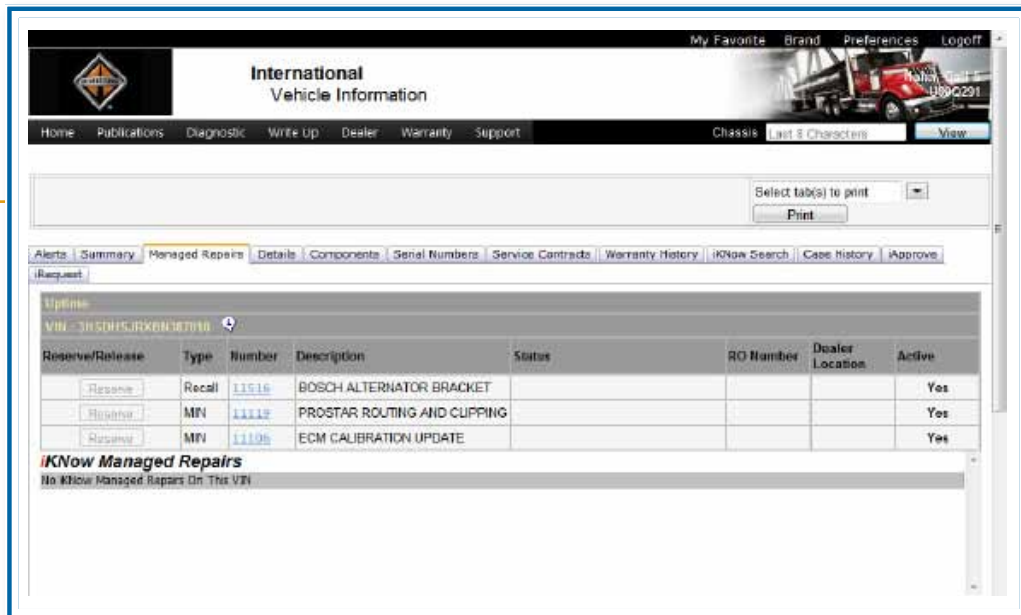 My Favorite Brand Preferences Logoff
International
Vehicle Information
Home Publications Diagnostic Write Up Dealer Warranty Support Chassis Last 8 Characters View
Select tab(s) to print
Print
Alerts Summary Managed Repairs Details Components Serial Numbers Service Contracts Warranty History iKNow Search Case History iApprove
iRequest
Uptime
VIN -
Reserve/Release Type Number Description Status RO Number Dealer Location Active
Reserve Recall 11516 BOSCH ALTERNATOR BRACKET Yes
Reserve MIN 11119 PROSTAR ROUTING AND CLIPPING Yes
Reserve MIN 11106 ECM CALIBRATION UPDATE Yes
iKNow Managed Repairs
No iKNow Managed Repairs On This VIN